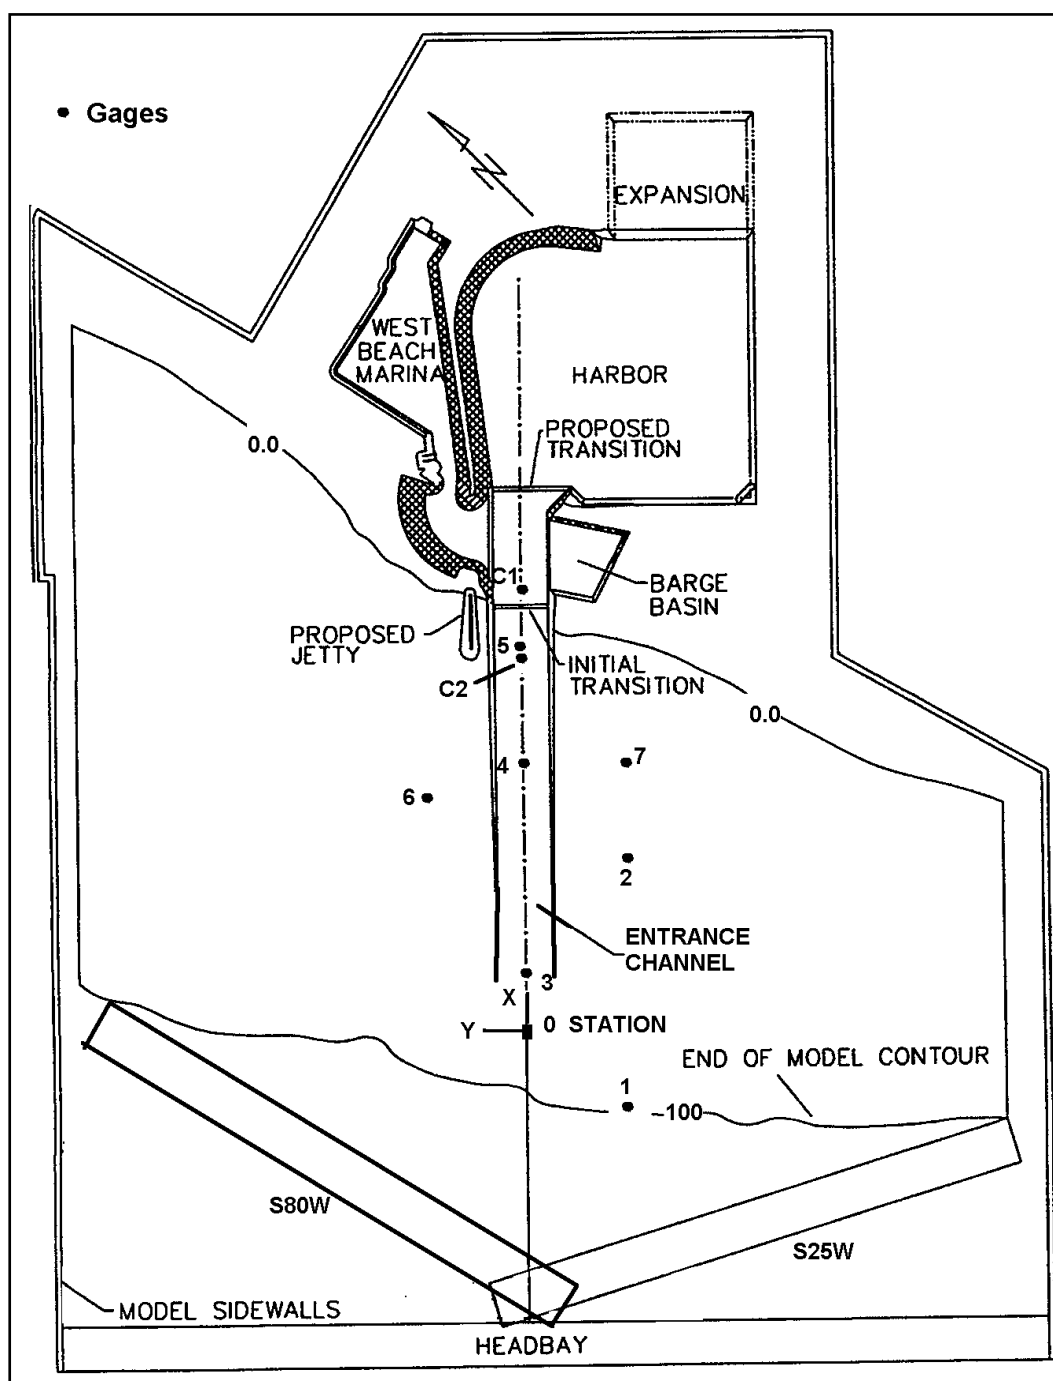 Gages
N
EXPANSION
WEST
BEACH
MARINA
HARBOR
0.0
PROPOSED
TRANSITION
C1
BARGE
BASIN
PROPOSED
JETTY
5
INITIAL
TRANSITION
C2
0.0
4
7
6
2
ENTRANCE
CHANNEL
3
X
Y
0 STATION
END OF MODEL CONTOUR
1
-100
S80W
S25W
MODEL SIDEWALLS
HEADBAY